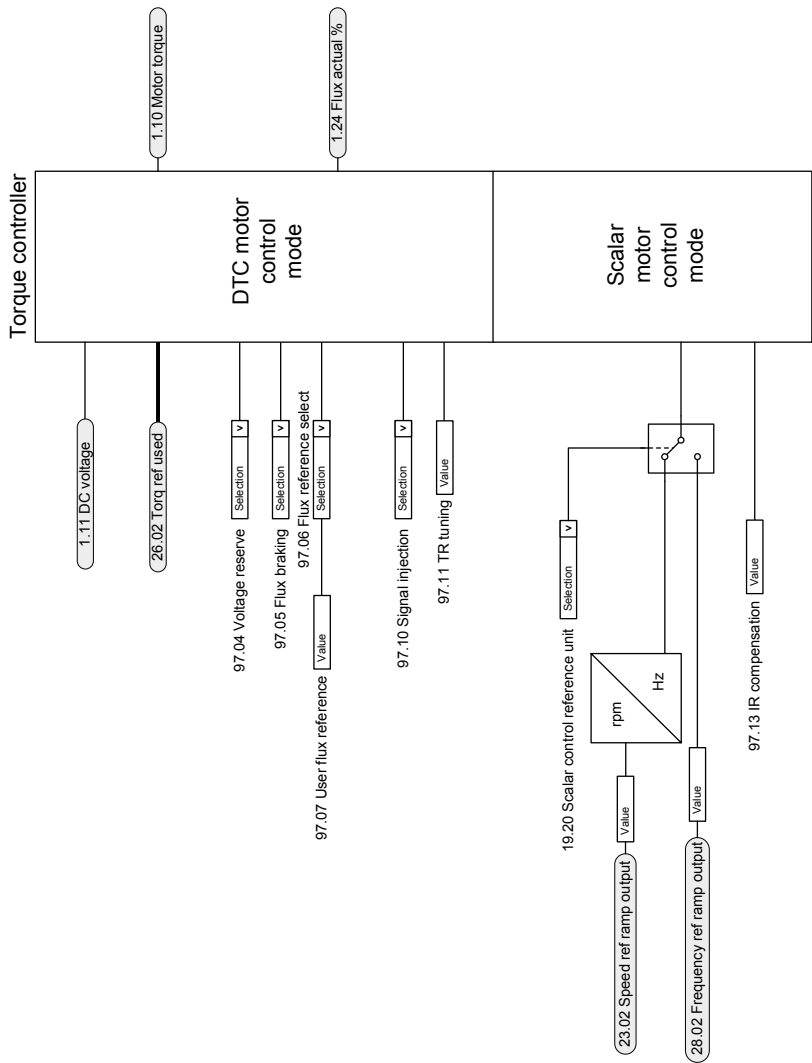 Torque controller
1.11 DC voltage
26.02 Torq ref used
97.04 Voltage reserve
Selection
v
97.05 Flux braking
Selection
v
97.06 Flux reference select
97.07 User flux reference
Value
Selection
v
97.10 Signal injection
Selection
v
97.11 TR tuning
Value
DTC motor
control
mode
1.10 Motor torque
1.24 Flux actual %
19.20 Scalar control reference unit
Selection
v
23.02 Speed ref ramp output
Value
rpm
Hz
28.02 Frequency ref ramp output
Value
97.13 IR compensation
Value
Scalar
motor
control
mode